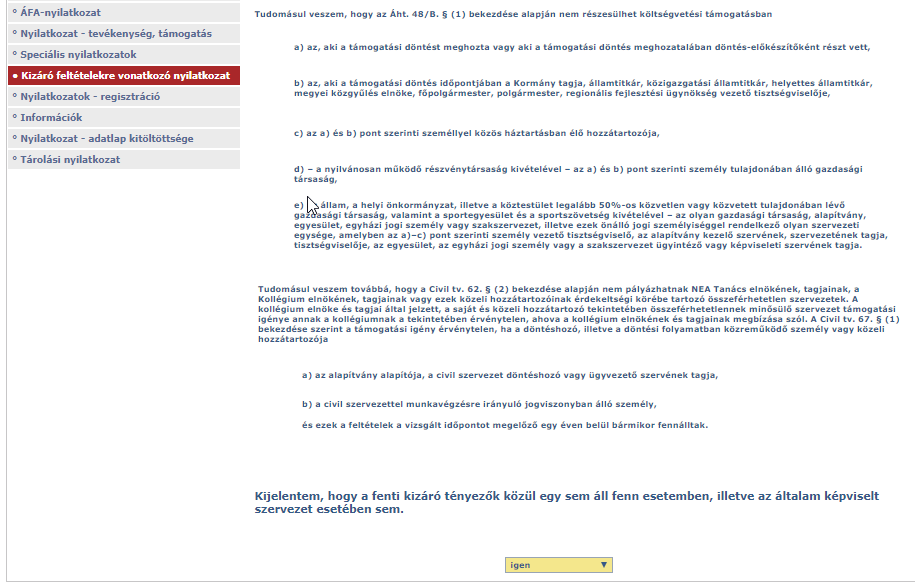 ° ÁFA-nyilatkozat
° Nyilatkozat - tevékenység, támogatás
° Speciális nyilatkozatok
• Kizáró feltételekre vonatkozó nyilatkozat
° Nyilatkozatok - regisztráció
° Információk
° Nyilatkozat - adatlap kitöltöttsége
° Tárolási nyilatkozat
Tudomásul veszem, hogy az Áht. 48/B. § (1) bekezdése alapján nem részesülhet költségvetési támogatásban
a) az, aki a támogatási döntést meghozta vagy aki a támogatási döntés meghozatalában döntés-előkészítőként részt vett,
b) az, aki a támogatási döntés időpontjában a Kormány tagja, államtitkár, közigazgatási államtitkár, helyettes államtitkár,
megyei közgyűlés elnöke, főpolgármester, polgármester, regionális fejlesztési ügynökség vezető tisztségviselője,
c) az a) és b) pont szerinti személlyel közös háztartásban élő hozzátartozója,
d) – a nyilvánosan működő részvénytársaság kivételével – az a) és b) pont szerinti személy tulajdonában álló gazdasági
társaság,
e) állam, a helyi önkormányzat, illetve a köztestület legalább 50%-os közvetlen vagy közvetett tulajdonában lévő
gazdasági társaság, valamint a sportegyesület és a sportszövetség kivételével – az olyan gazdasági társaság, alapítvány,
egyesület, egyházi jogi személy vagy szakszervezet, illetve ezek önálló jogi személyiséggel rendelkező olyan szervezeti
egysége, amelyben az a)–c) pont szerinti személy vezető tisztségviselő, az alapítvány kezelő szervének, szervezetének tagja,
tisztségviselője, az egyesület, az egyházi jogi személy vagy a szakszervezet ügyintéző vagy képviseleti szervének tagja.
Tudomásul veszem továbbá, hogy a Civil tv. 62. § (2) bekezdése alapján nem pályázhatnak NEA Tanács elnökének, tagjainak, a
Kollégium elnökének, tagjainak vagy ezek közeli hozzátartozóinak érdekeltségi körébe tartozó összeférhetetlen szervezetek. A
kollégium elnöke és tagjai által jelzett, a saját és közeli hozzátartozó tekintetében összeférhetetlennek minősülő szervezet támogatási
igénye annak a kollégiumnak a tekintetében érvénytelen, ahova a kollégium elnökének és tagjainak megbízása szól. A Civil tv. 67. § (1)
bekezdése szerint a támogatási igény érvénytelen, ha a döntéshozó, illetve a döntési folyamatban közreműködő személy vagy közeli
hozzátartozója
a) az alapítvány alapítója, a civil szervezet döntéshozó vagy ügyvezető szervének tagja,
b) a civil szervezettel munkavégzésre irányuló jogviszonyban álló személy,
és ezek a feltételek a vizsgált időpontot megelőző egy éven belül bármikor fennálltak.
Kijelentem, hogy a fenti kizáró tényezők közül egy sem áll fenn esetemben, illetve az általam képviselt
szervezet esetében sem.
igen